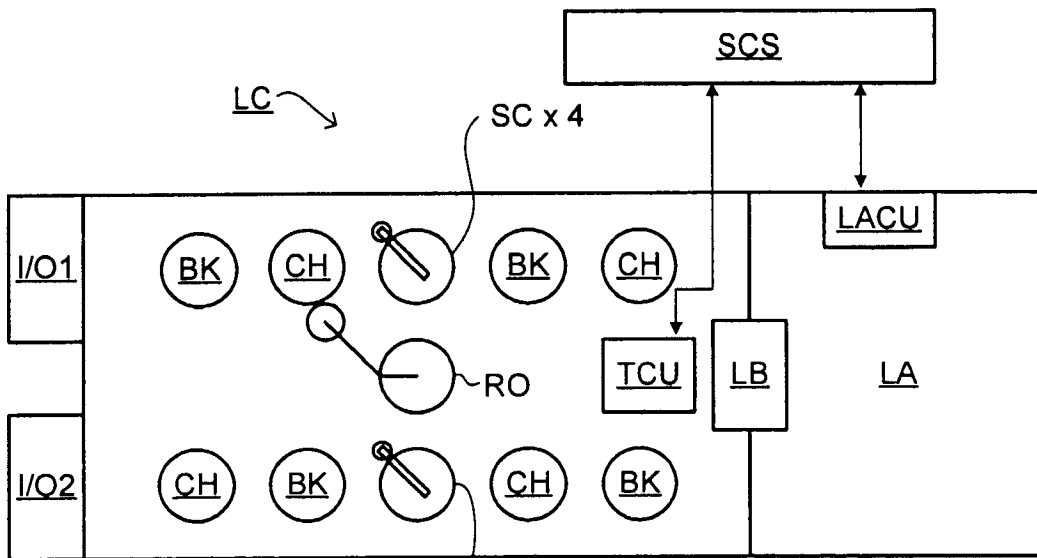 SCS
LC
SC x 4
LACU
I/O1
BK
CH
BK
CH
RO
TCU
LB
LA
I/O2
CH
BK
CH
BK